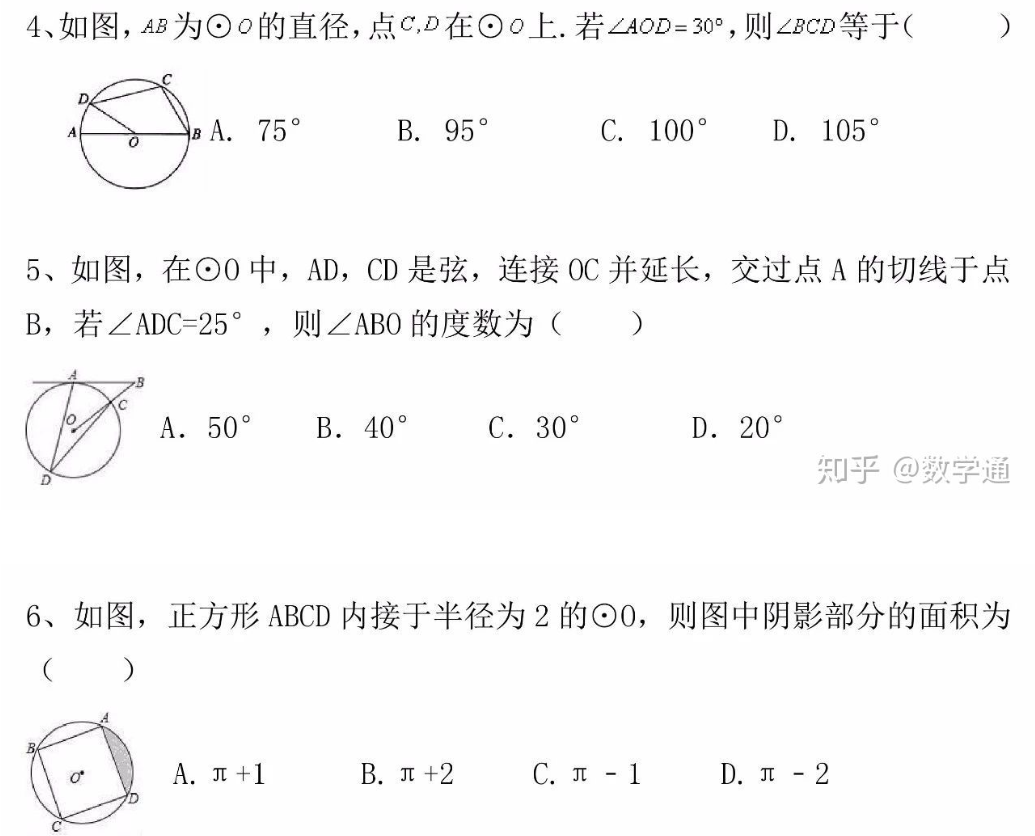 4、如图，AB为⊙O的直径，点C,D在⊙O上.若∠AOD=30°，则∠BCD等于(　　)
C
D
A
O
B
A. 75° B. 95° C. 100° D. 105°
5、如图，在⊙O中，AD，CD是弦，连接OC并延长，交过点A的切线于点
B，若∠ADC=25°，则∠ABO的度数为（　　）
A
B
C
O
D
A. 50° B. 40° C. 30° D. 20°
知乎 @数学通
6、如图，正方形ABCD内接于半径为2的⊙O，则图中阴影部分的面积为
（　　）
A
B
O
D
C
A. π+1 B. π+2 C. π﹣1 D. π﹣2